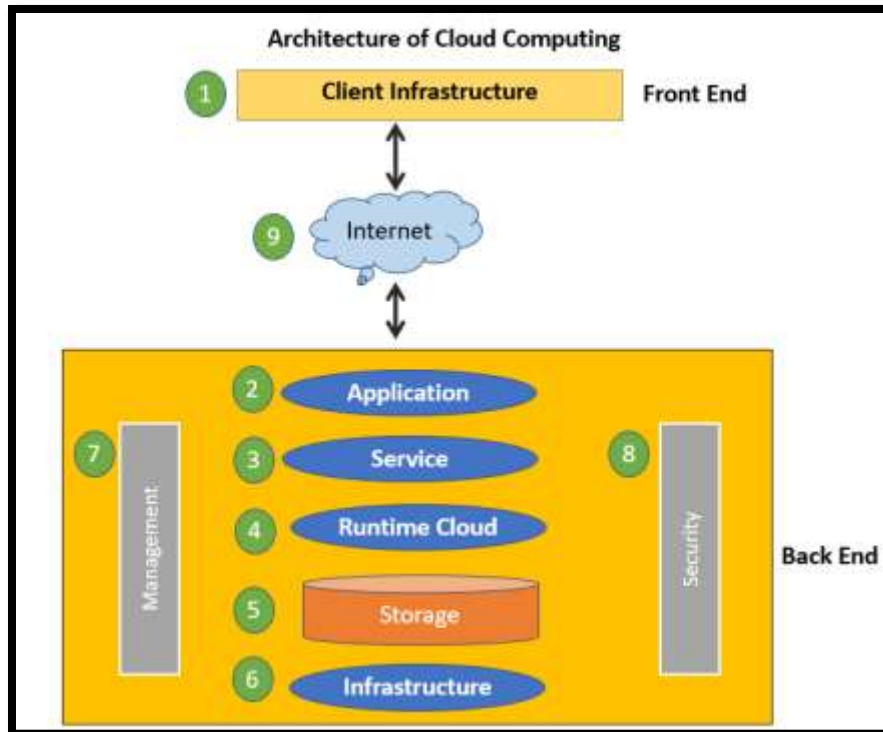 Architecture of Cloud Computing
1
Client Infrastructure
Front End
9
Internet
2
Application
7
3
Service
8
4
Runtime Cloud
Management
Security
Back End
5
Storage
6
Infrastructure